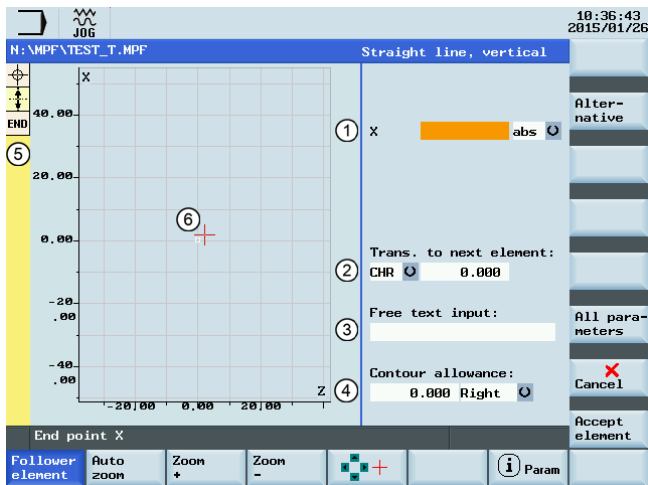 JOG
10:36:43
2015/01/26
N:\MPF\TEST_T.MPF
Straight line, vertical
X
END
5
40.00
20.00
0.00
-20
.00
-40
.00
-20.00
0.00
20.00
Z
6
1
X
abs
Trans. to next element:
2
CHR
0.000
Free text input:
3
Contour allowance:
4
0.000
Right
Alter-
native
All para-
meters
Cancel
Accept
element
End point X
Follower
element
Auto
zoom
Zoom
+
Zoom
-
i Param